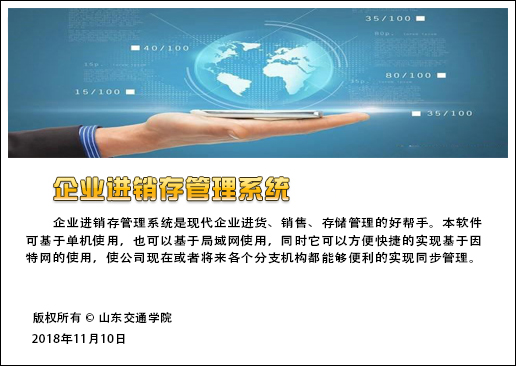 35/100
40/100
80/100
15/100
35/100
企业进销存管理系统
企业进销存管理系统是现代企业进货、销售、存储管理的好帮手。本软件
可基于单机使用，也可以基于局域网使用，同时它可以方便快捷的实现基于因
特网的使用，使公司现在或者将来各个分支机构都能够便利的实现同步管理。
版权所有 © 山东交通学院
2018年11月10日